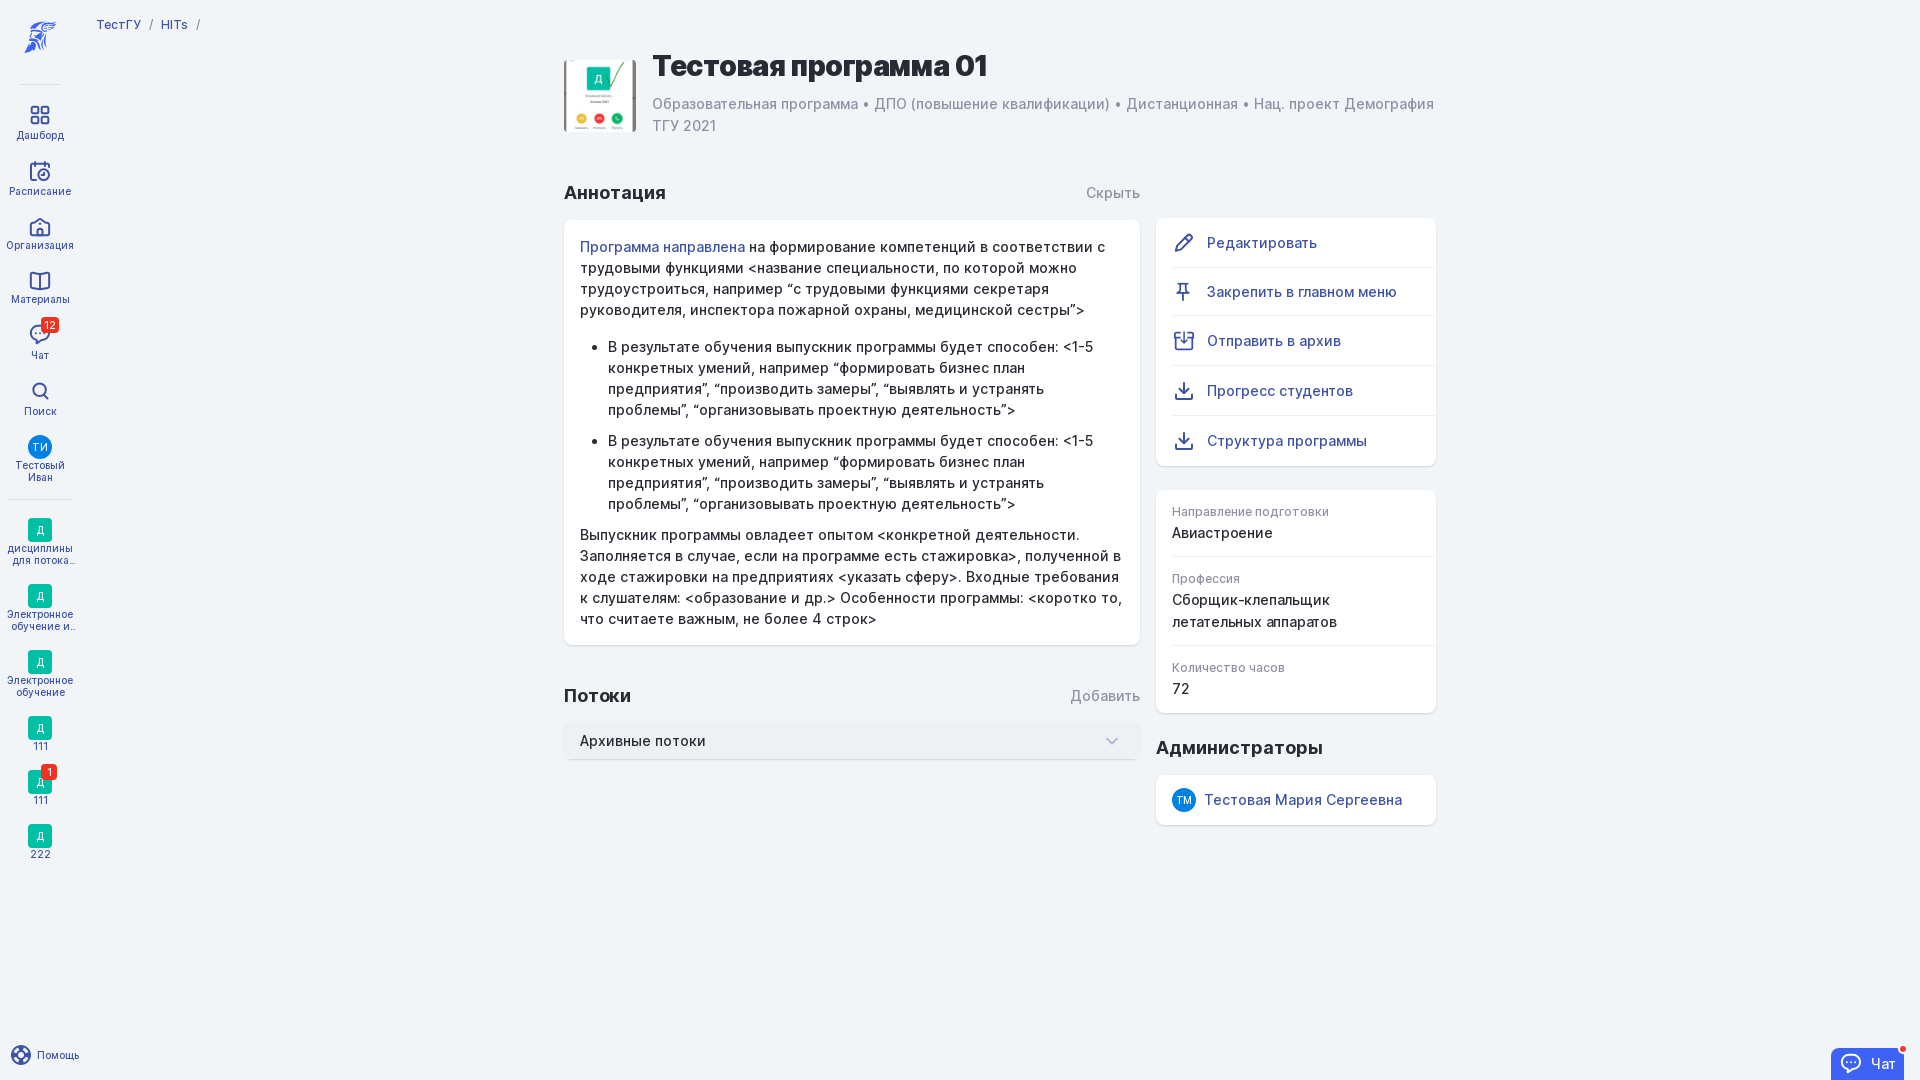 ТестГУ / HITs /
Дашборд
Расписание
Организация
Материалы
12
Чат
Поиск
ТИ
Тестовый
Иван
Д
дисциплины
для потока...
Д
Электронное
обучение и...
Д
Электронное
обучение
Д
111
Д
1
111
Д
222
Помощь
Д
Тестовая программа 01
Образовательная программа • ДПО (повышение квалификации) • Дистанционная • Нац. проект Демография
ТГУ 2021
Аннотация
Скрыть
Программа направлена на формирование компетенций в соответствии с
трудовыми функциями <название специальности, по которой можно
трудоустроиться, например “с трудовыми функциями секретаря
руководителя, инспектора пожарной охраны, медицинской сестры”>
• В результате обучения выпускник программы будет способен: <1-5
конкретных умений, например “формировать бизнес план
предприятия”, “производить замеры”, “выявлять и устранять
проблемы”, “организовывать проектную деятельность”>
• В результате обучения выпускник программы будет способен: <1-5
конкретных умений, например “формировать бизнес план
предприятия”, “производить замеры”, “выявлять и устранять
проблемы”, “организовывать проектную деятельность”>
Выпускник программы овладеет опытом <конкретной деятельности.
Заполняется в случае, если на программе есть стажировка>, полученной в
ходе стажировки на предприятиях <указать сферу>. Входные требования
к слушателям: <образование и др.> Особенности программы: <коротко то,
что считаете важным, не более 4 строк>
Потоки
Добавить
Архивные потоки
Редактировать
Закрепить в главном меню
Отправить в архив
Прогресс студентов
Структура программы
Направление подготовки
Авиастроение
Профессия
Сборщик-клепальщик
летательных аппаратов
Количество часов
72
Администраторы
ТМ Тестовая Мария Сергеевна
Чат